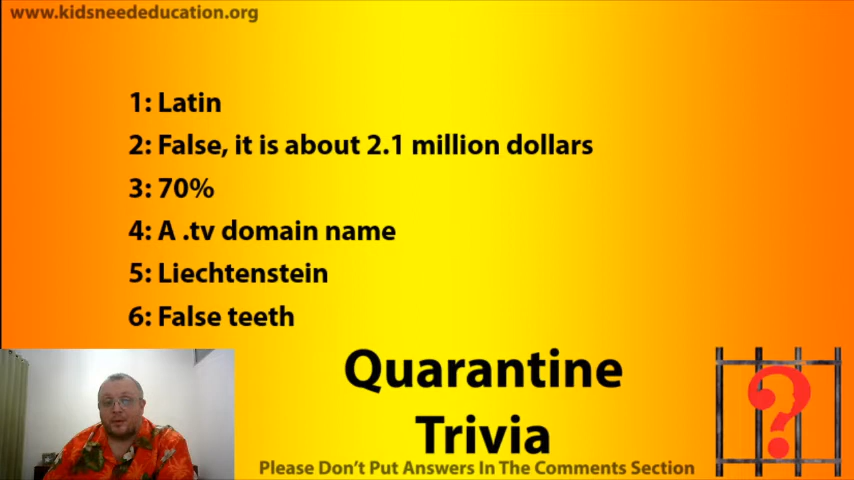 www.kidsneededucation.org
1: Latin
2: False, it is about 2.1 million dollars
3: 70%
4: A .tv domain name
5: Liechtenstein
6: False teeth
Quarantine
Trivia
Please Don't Put Answers In The Comments Section